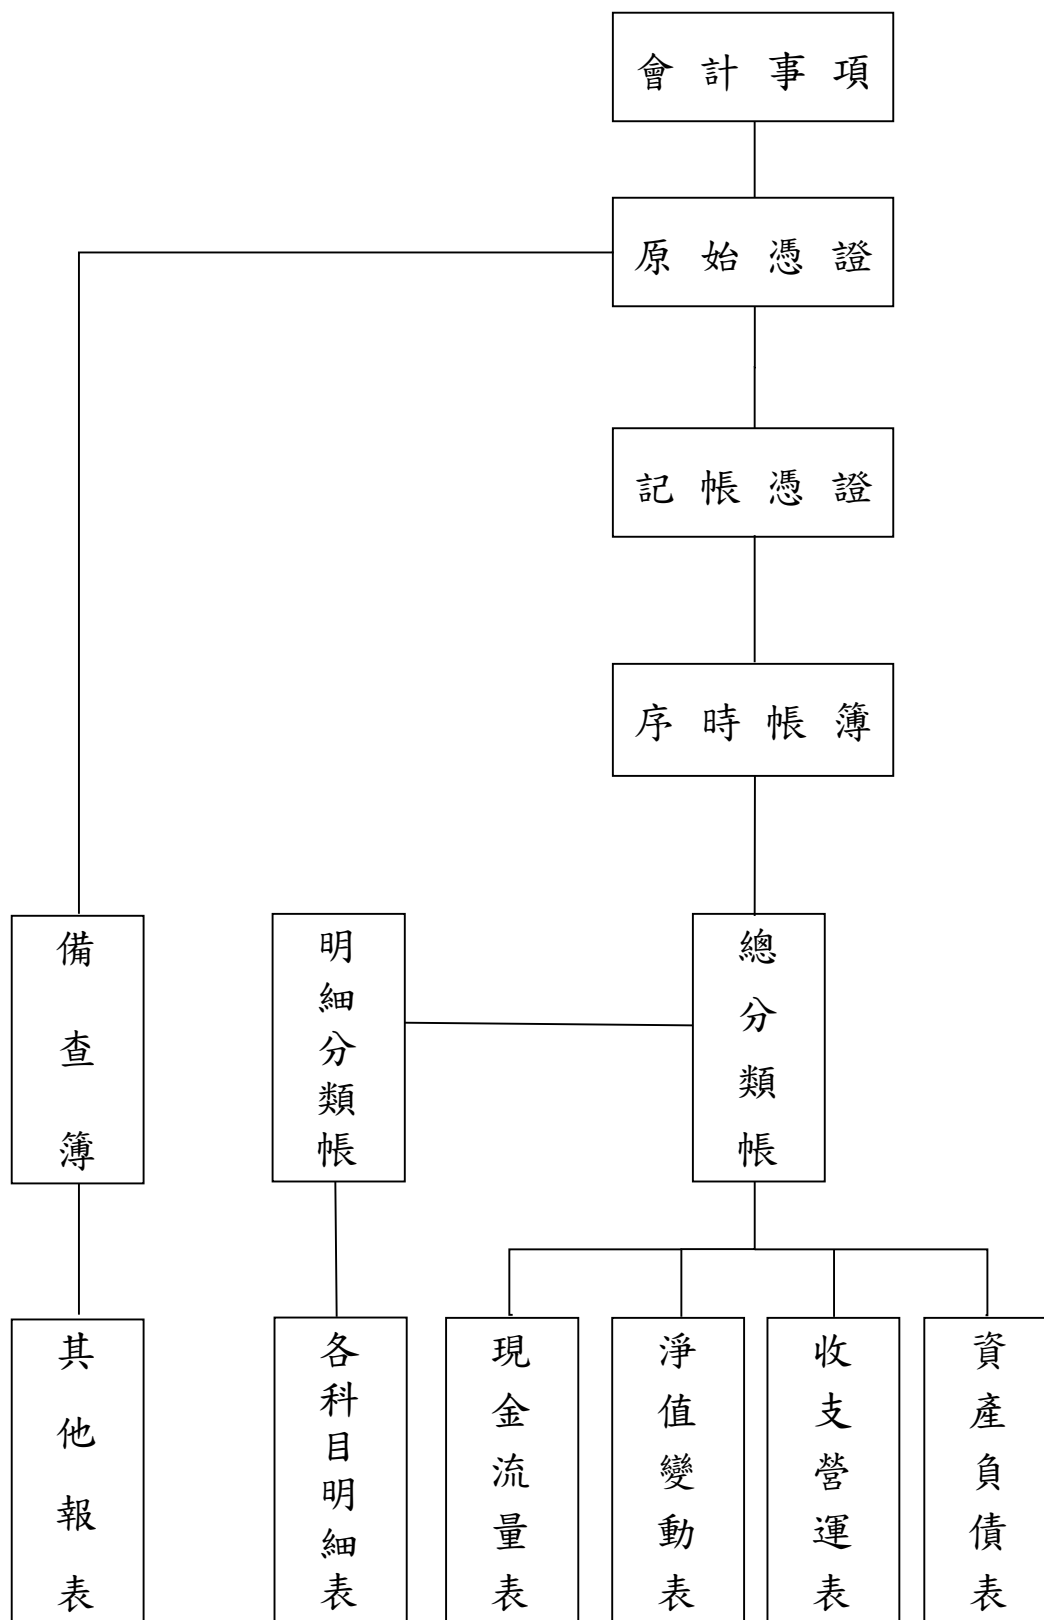 會計事項
原始憑證
記帳憑證
序時帳簿
備查簿
明細分類帳
總分類帳
其他報表
各科目明細表
現金流量表
淨值變動表
收支營運表
資產負債表